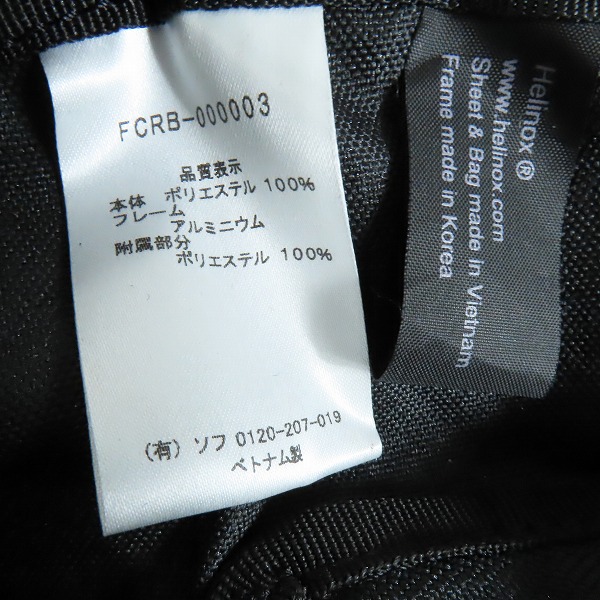 FCRB-000003
品質表示
本体 ポリエステル 100%
フレーム
アルミニウム
附属部分
ポリエステル 100%
(有) ソフ 0120-207-019
ベトナム製
Helinox®
www.helinox.com
Sheet & Bag made in Vietnam
Frame made in Korea